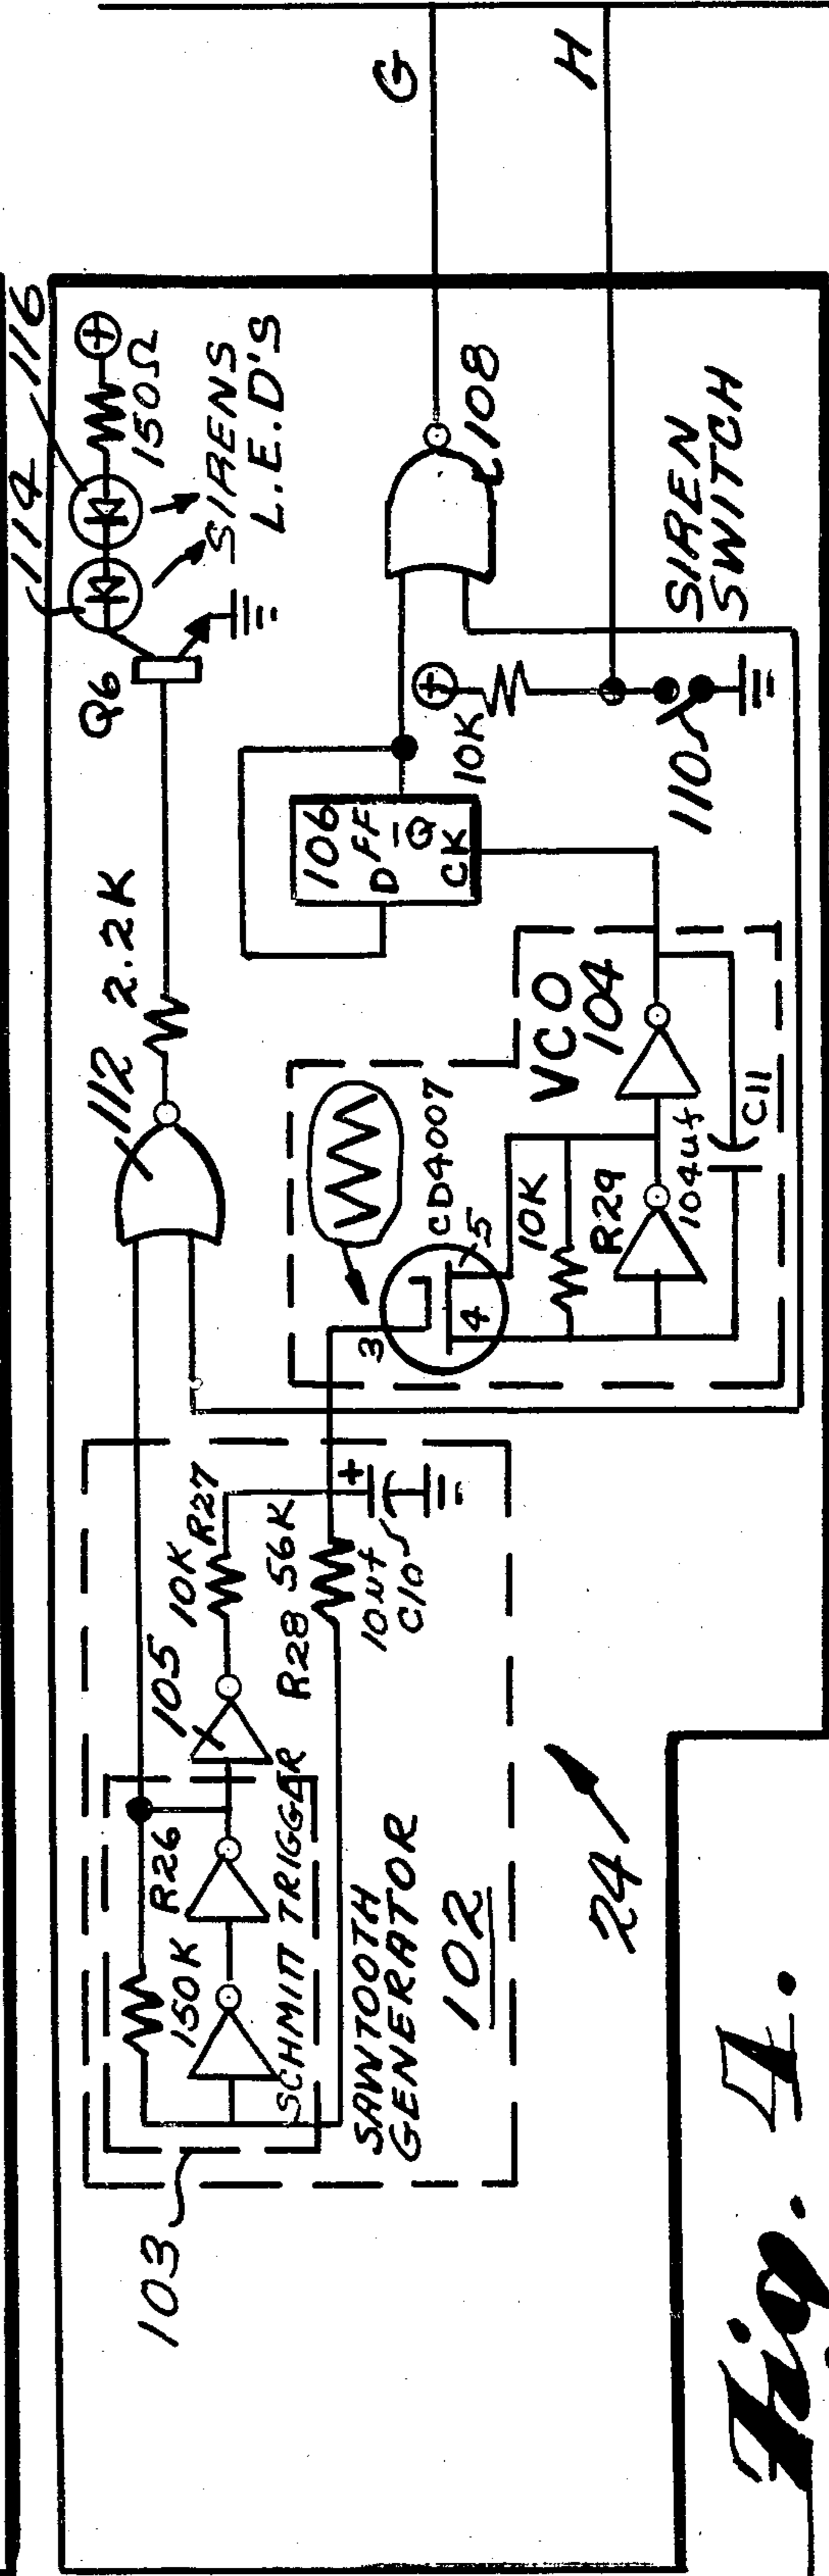 103
SCHMITT TRIGGER
150K
R26
105
10K
R27
R28 56K
10uf
C10
+
SAWTOOTH
GENERATOR
102
24
112
2.2K
Q6
114
116
150Ω
+
SIRENS
L.E.D'S
3
4
5
CD4007
10K
R29
104uf
C11
VCO
104
106
FF
D
Q
CK
10K
+
108
110
SIREN
SWITCH
G
H
Fig. 4.